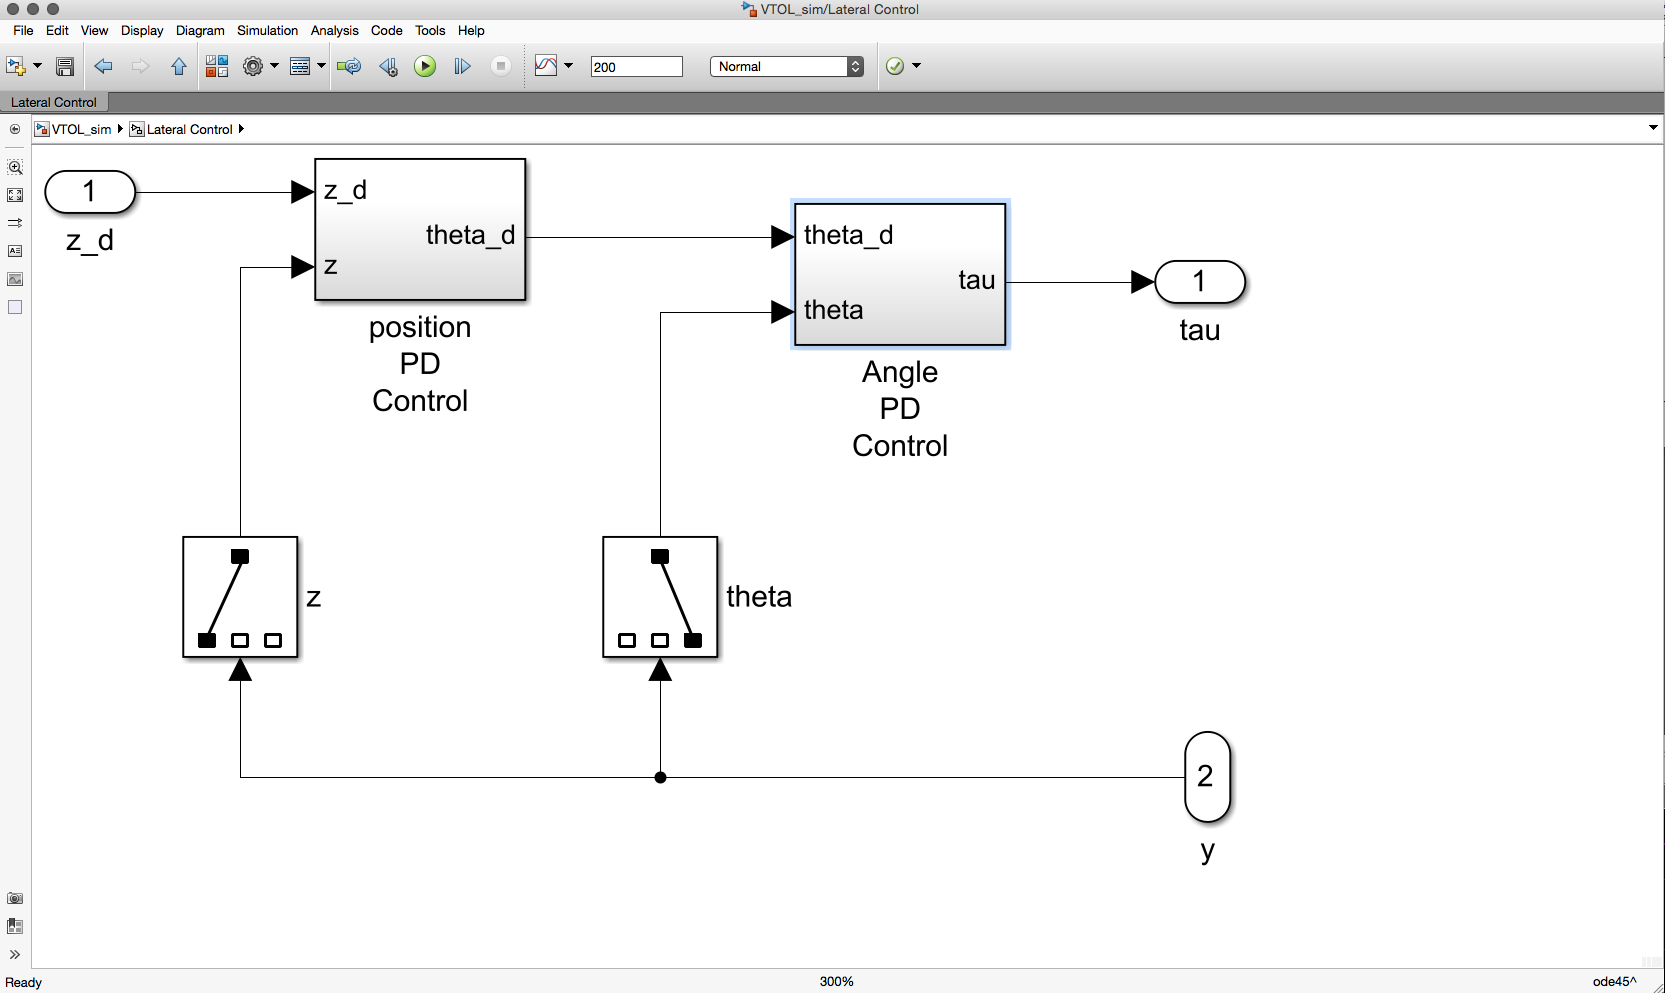 VTOL_sim/Lateral Control
File Edit View Display Diagram Simulation Analysis Code Tools Help
200
Normal
Lateral Control
VTOL_sim
Lateral Control
1
z_d
z_d
z
theta_d
position
PD
Control
theta_d
theta
tau
Angle
PD
Control
1
tau
z
theta
2
y
Ready
300%
ode45^